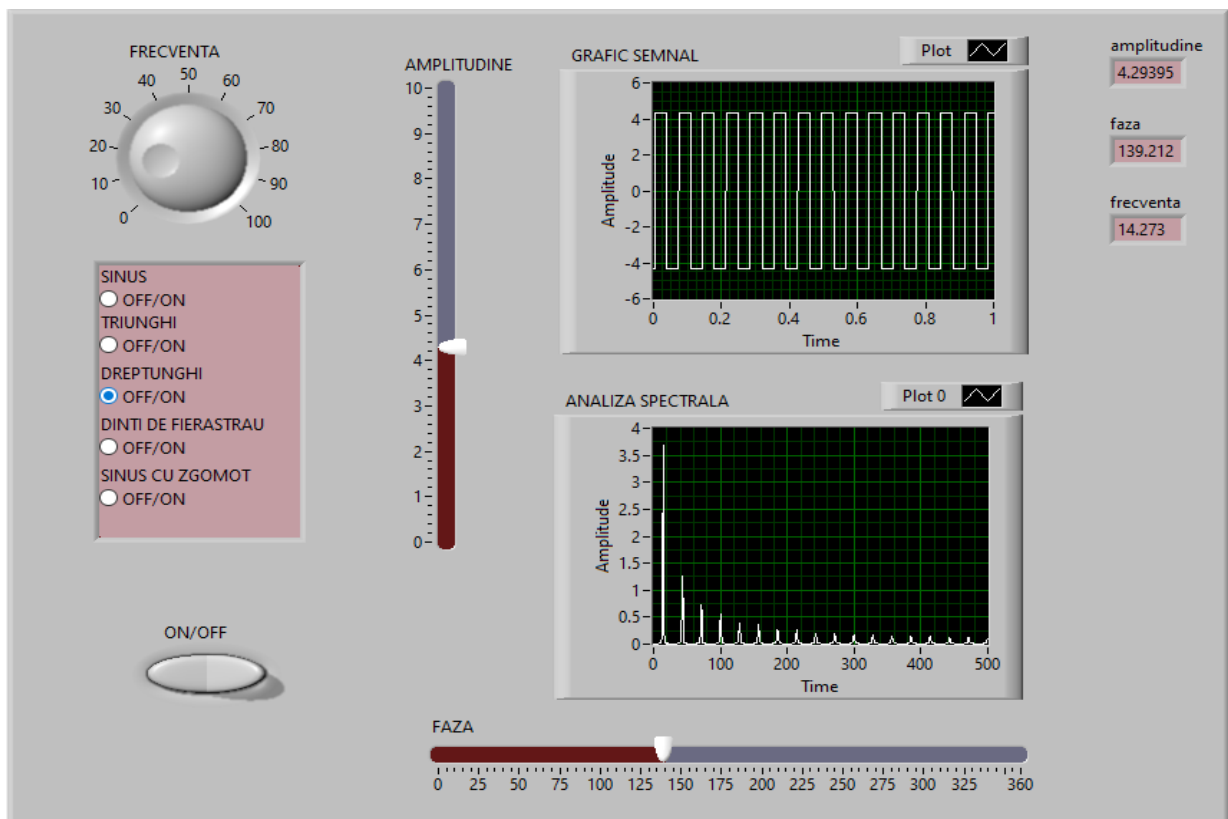 FRECVENTA
0 10 20 30 40 50 60 70 80 90 100
SINUS
OFF/ON
TRIUNGHI
OFF/ON
DREPTUNGHI
OFF/ON
DINTI DE FIERASTRAU
OFF/ON
SINUS CU ZGOMOT
OFF/ON
ON/OFF
AMPLITUDINE
10
9
8
7
6
5
4
3
2
1
0
GRAFIC SEMNAL
Plot
Amplitude
6
4
2
0
-2
-4
-6
0 0.2 0.4 0.6 0.8 1
Time
ANALIZA SPECTRALA
Plot 0
Amplitude
4
3.5
3
2.5
2
1.5
1
0.5
0
0 100 200 300 400 500
Time
FAZA
0 25 50 75 100 125 150 175 200 225 250 275 300 325 360
amplitudine
4.29395
faza
139.212
frecventa
14.273